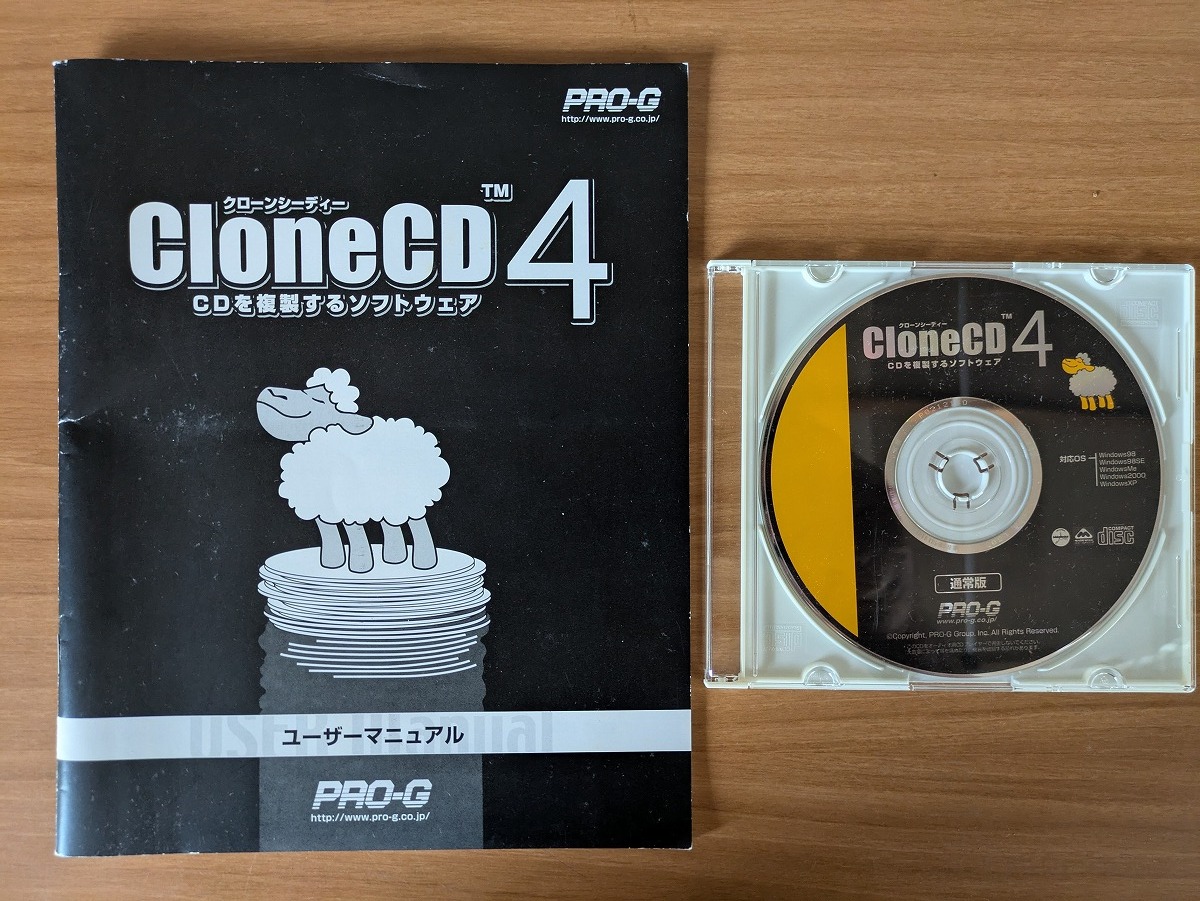 PRO-G
http://www.pro-g.co.jp/
クローンシーディー
CloneCD™ 4
CDを複製するソフトウェア
USER Manual
ユーザーマニュアル
PRO-G
http://www.pro-g.co.jp/
クローンシーディー
CloneCD™ 4
CDを複製するソフトウェア
対応OS
Windows98
Windows98SE
WindowsMe
Windows2000
WindowsXP
COMPACT
disc
通常版
PRO-G
www.pro-g.co.jp/
©Copyright, PRO-G Group, Inc. All Rights Reserved.